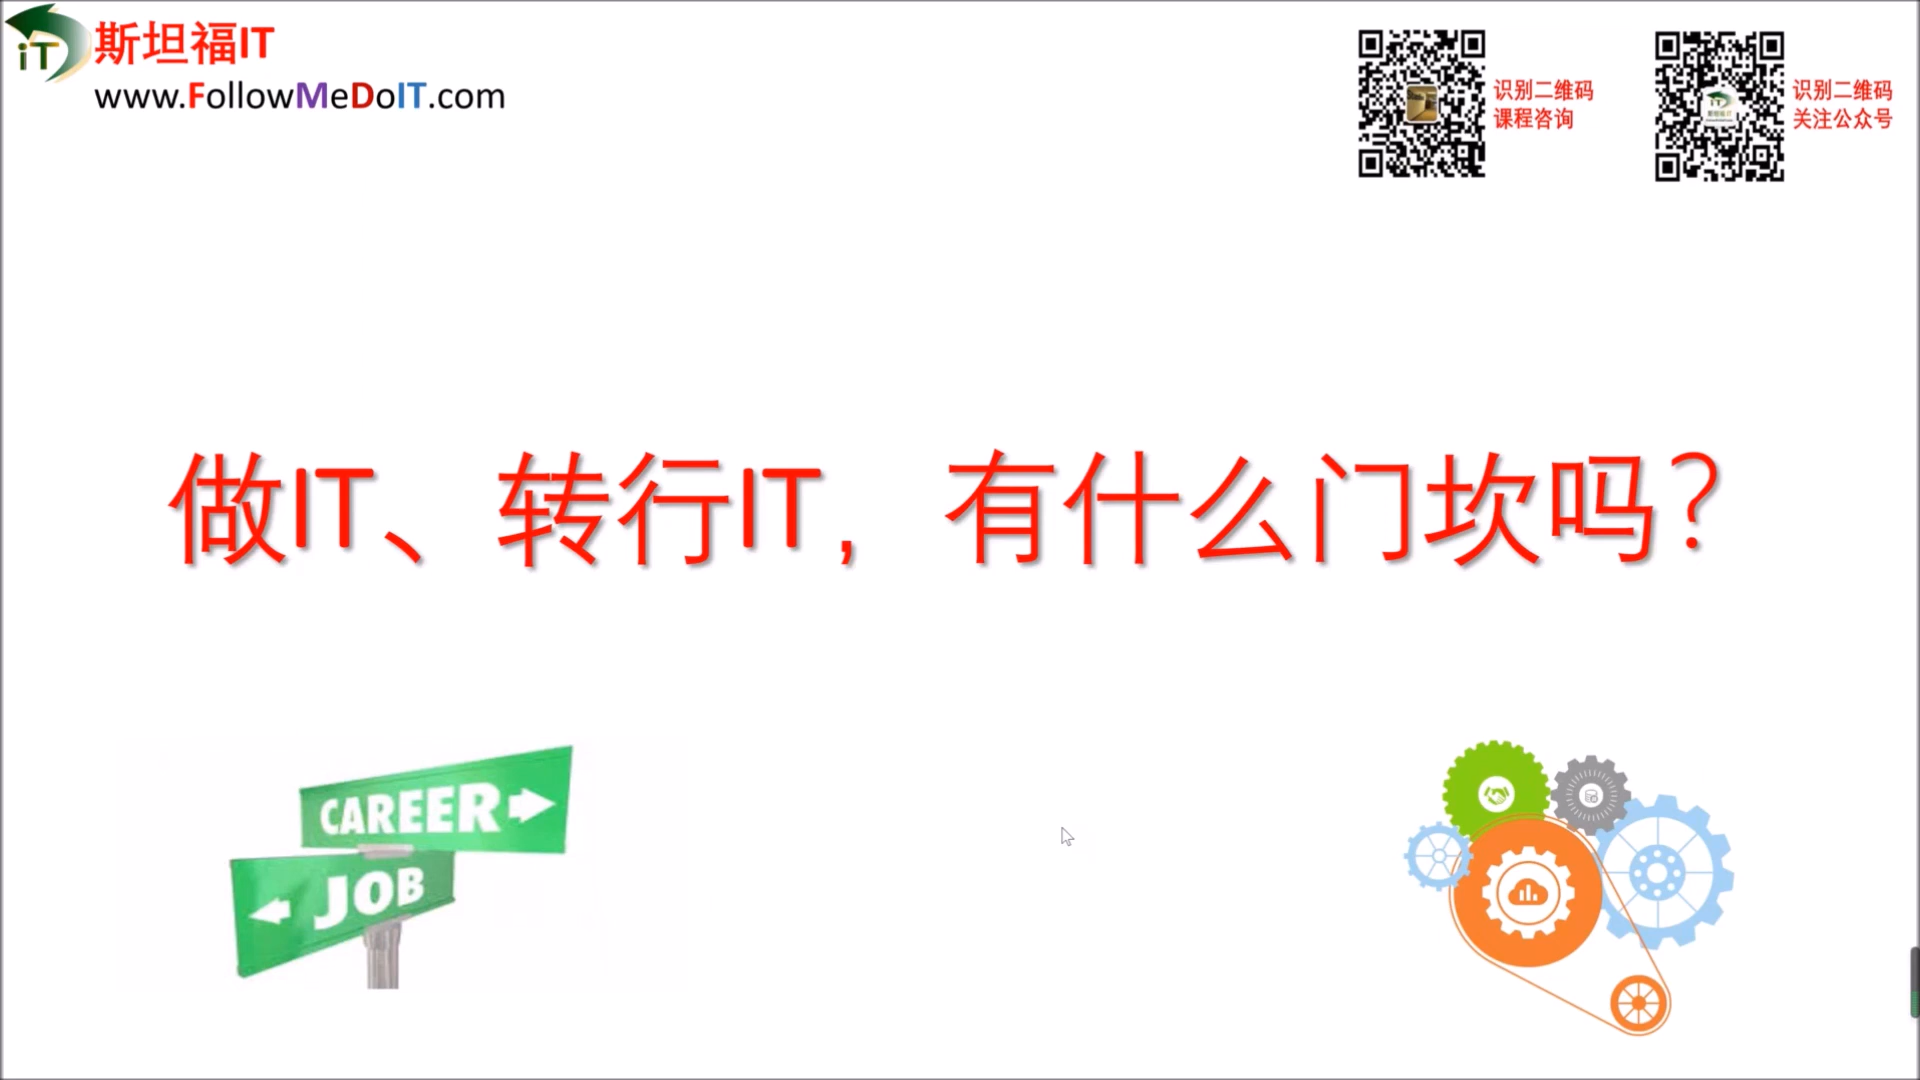 iT
斯坦福IT
www.FollowMeDoIT.com
识别二维码
课程咨询
识别二维码
关注公众号
做IT、转行IT，有什么门坎吗？
CAREER
JOB